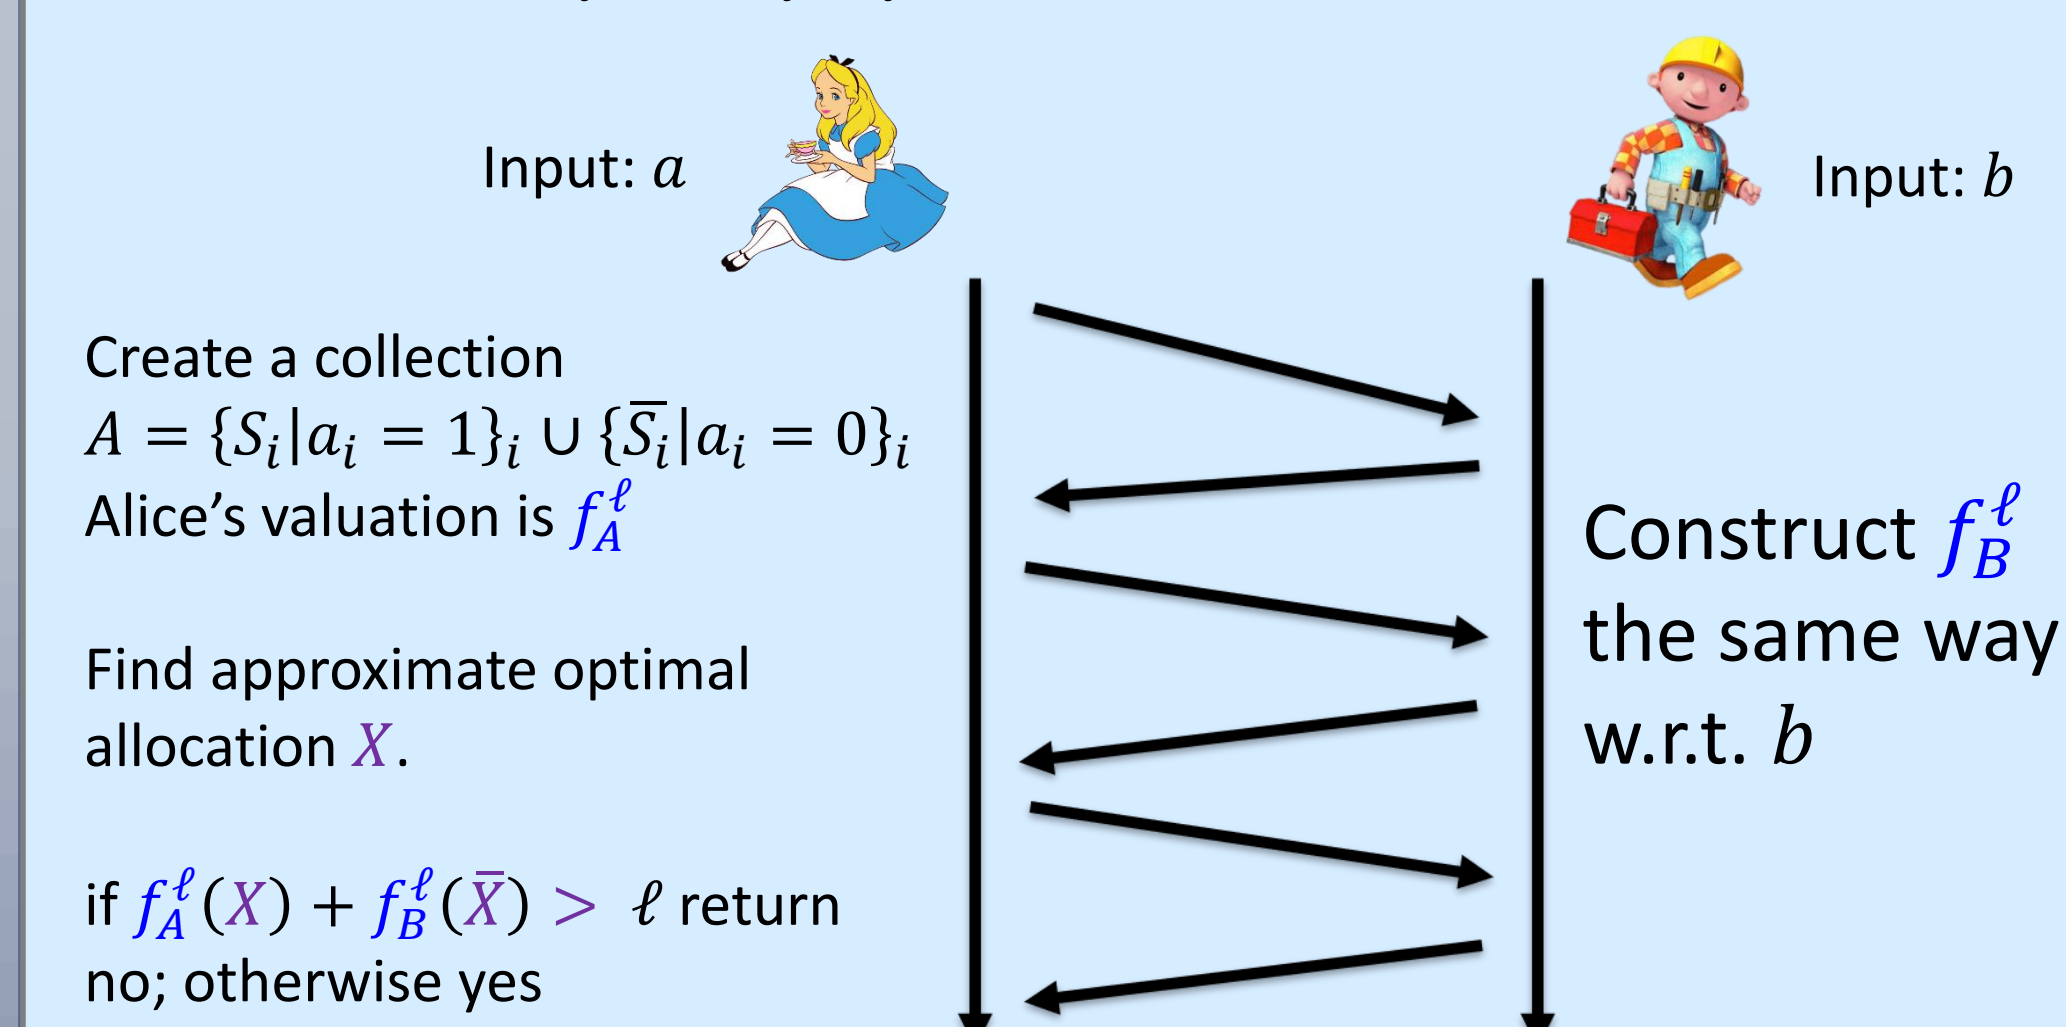 Input: a
Input: b
Create a collection
A = {S_i|a_i = 1}_i ∪ {S̅_i|a_i = 0}_i
Alice’s valuation is f_A^ℓ
Find approximate optimal
allocation X.
if f_A^ℓ(X) + f_B^ℓ(X̅) > ℓ return
no; otherwise yes
Construct f_B^ℓ
the same way
w.r.t. b